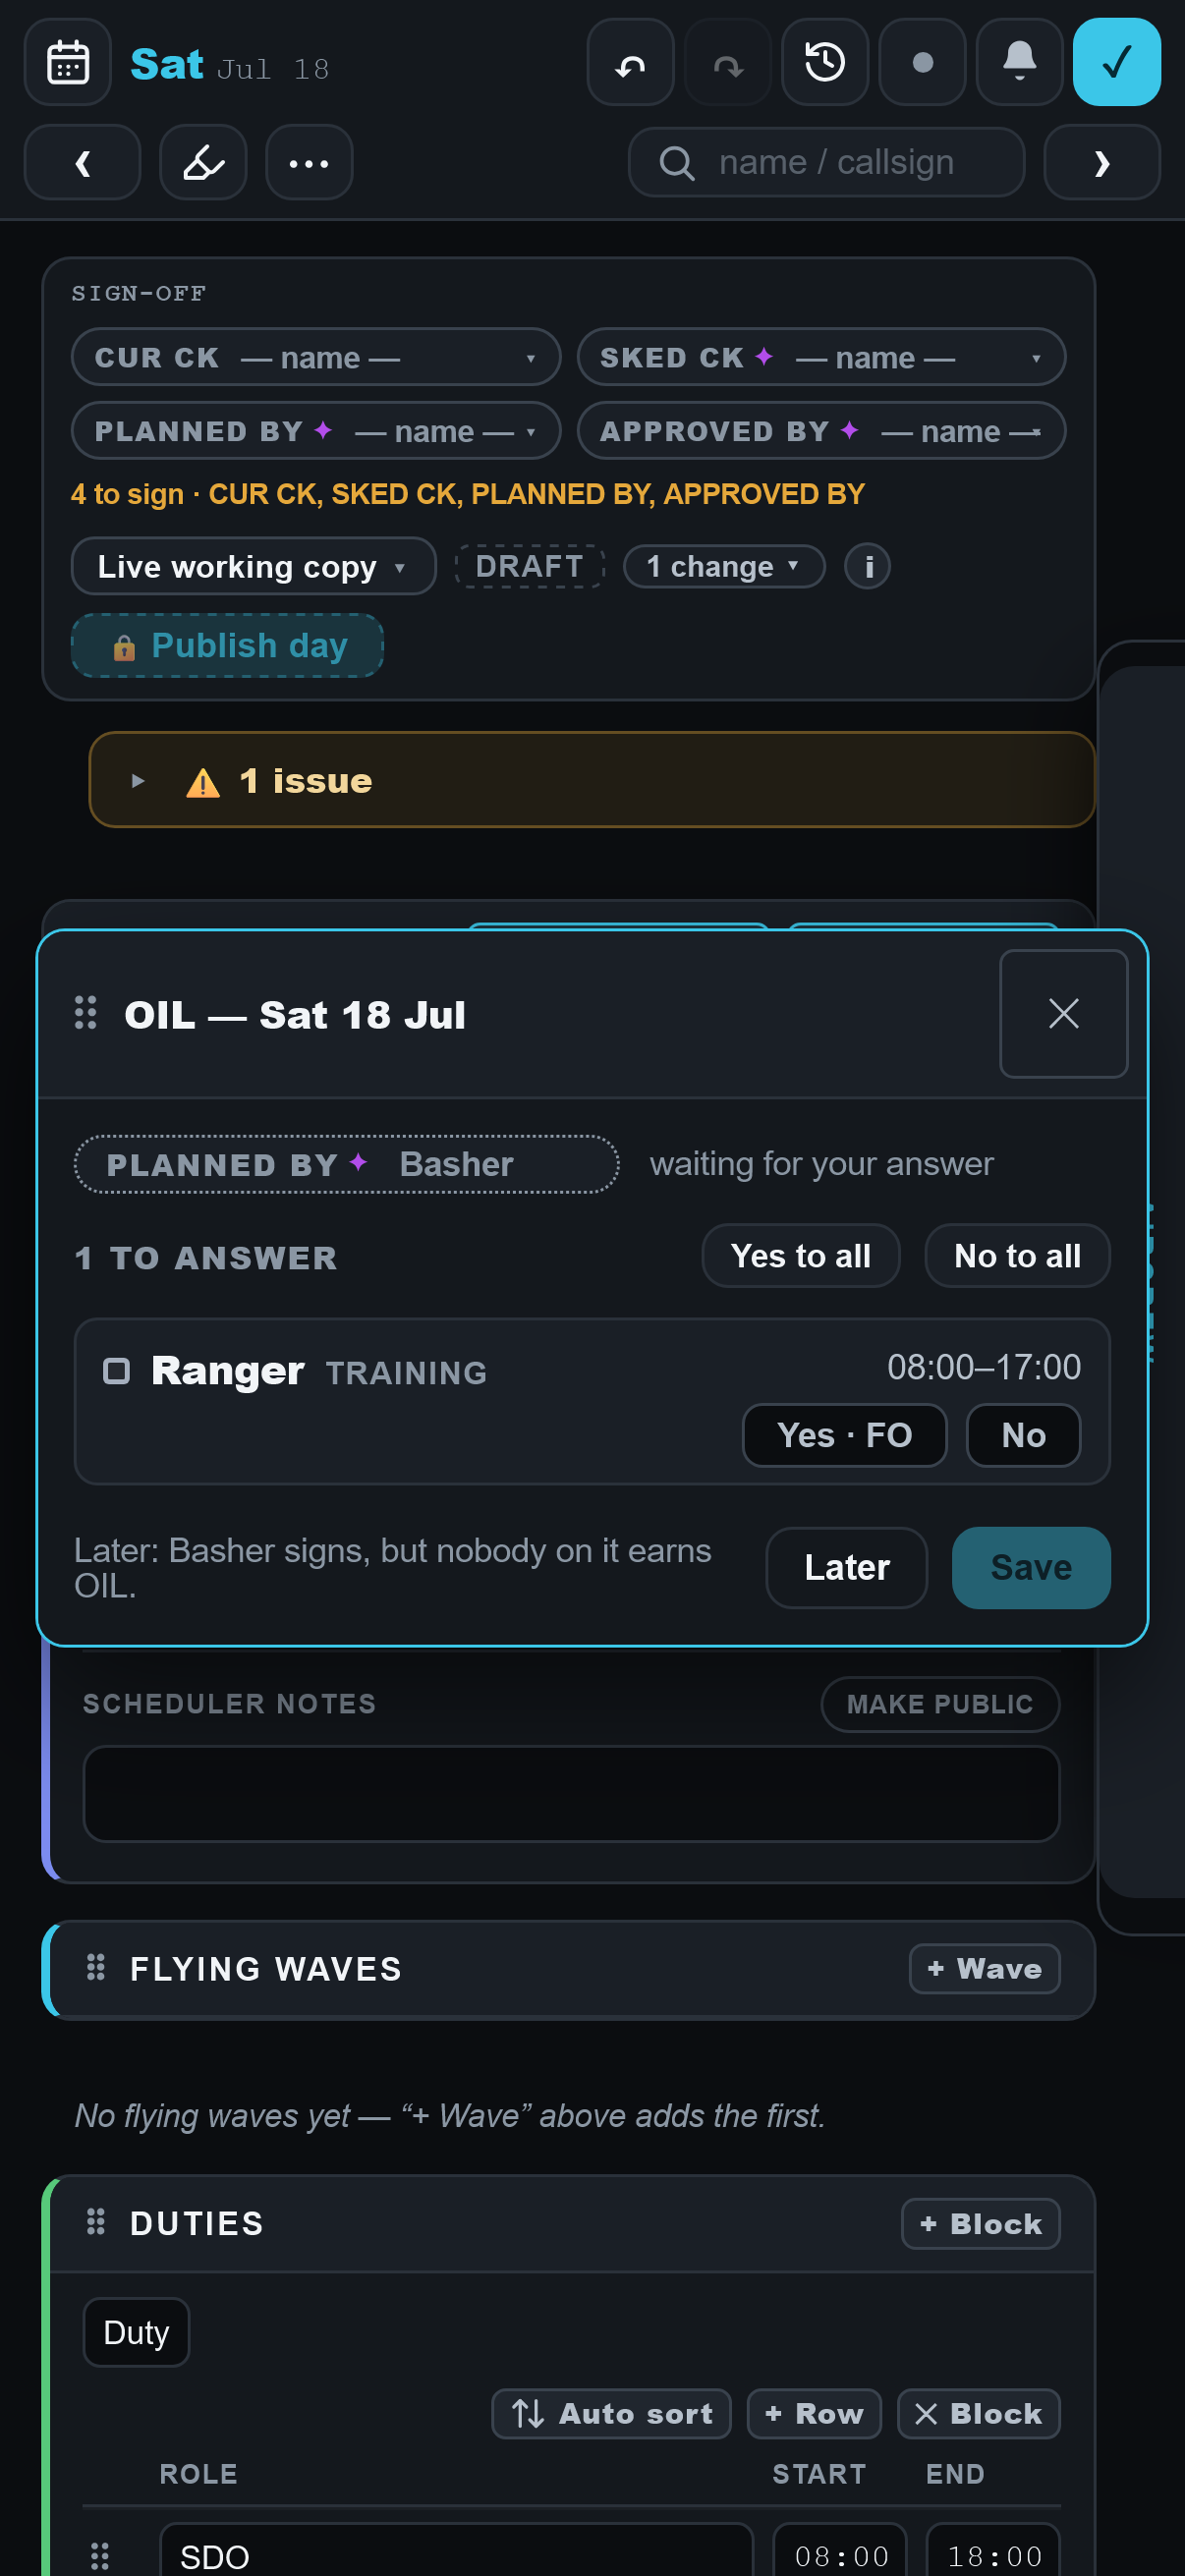 Sat Jul 18
name / callsign
SIGN-OFF
CUR CK — name —
SKED CK — name —
PLANNED BY — name —
APPROVED BY — name —
4 to sign · CUR CK, SKED CK, PLANNED BY, APPROVED BY
Live working copy
DRAFT
1 change
i
Publish day
1 issue
OIL — Sat 18 Jul
PLANNED BY Basher
waiting for your answer
1 TO ANSWER
Yes to all
No to all
Ranger TRAINING
08:00–17:00
Yes · FO
No
Later: Basher signs, but nobody on it earns
OIL.
Later
Save
SCHEDULER NOTES
MAKE PUBLIC
FLYING WAVES
+ Wave
No flying waves yet — “+ Wave” above adds the first.
DUTIES
+ Block
Duty
Auto sort
+ Row
Block
ROLE
START
END
SDO
08:00
18:00